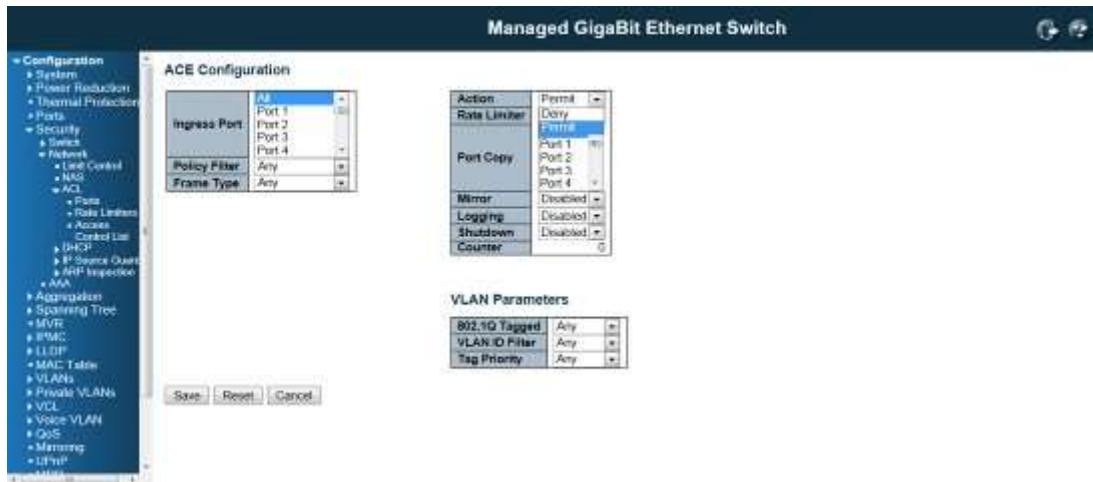 Managed GigaBit Ethernet Switch
Configuration
System
Power Reduction
Thermal Protection
Ports
Security
Switch
Network
Limit Control
NAS
ACL
Ports
Rate Limiters
Access
Control List
DHCP
IP Source Guard
ARP Inspection
AAA
Aggregation
Spanning Tree
MVR
IPMC
LLDP
MAC Table
VLANs
Private VLANs
VCL
Voice VLAN
QoS
Mirroring
UPnP
ACE Configuration
Ingress Port
All
Port 1
Port 2
Port 3
Port 4
Policy Filter Any
Frame Type Any
Action Permit
Rate Limiter Deny
Permit
Port Copy
Port 1
Port 2
Port 3
Port 4
Mirror Disabled
Logging Disabled
Shutdown Disabled
Counter 0
VLAN Parameters
802.1Q Tagged Any
VLAN ID Filter Any
Tag Priority Any
Save Reset Cancel